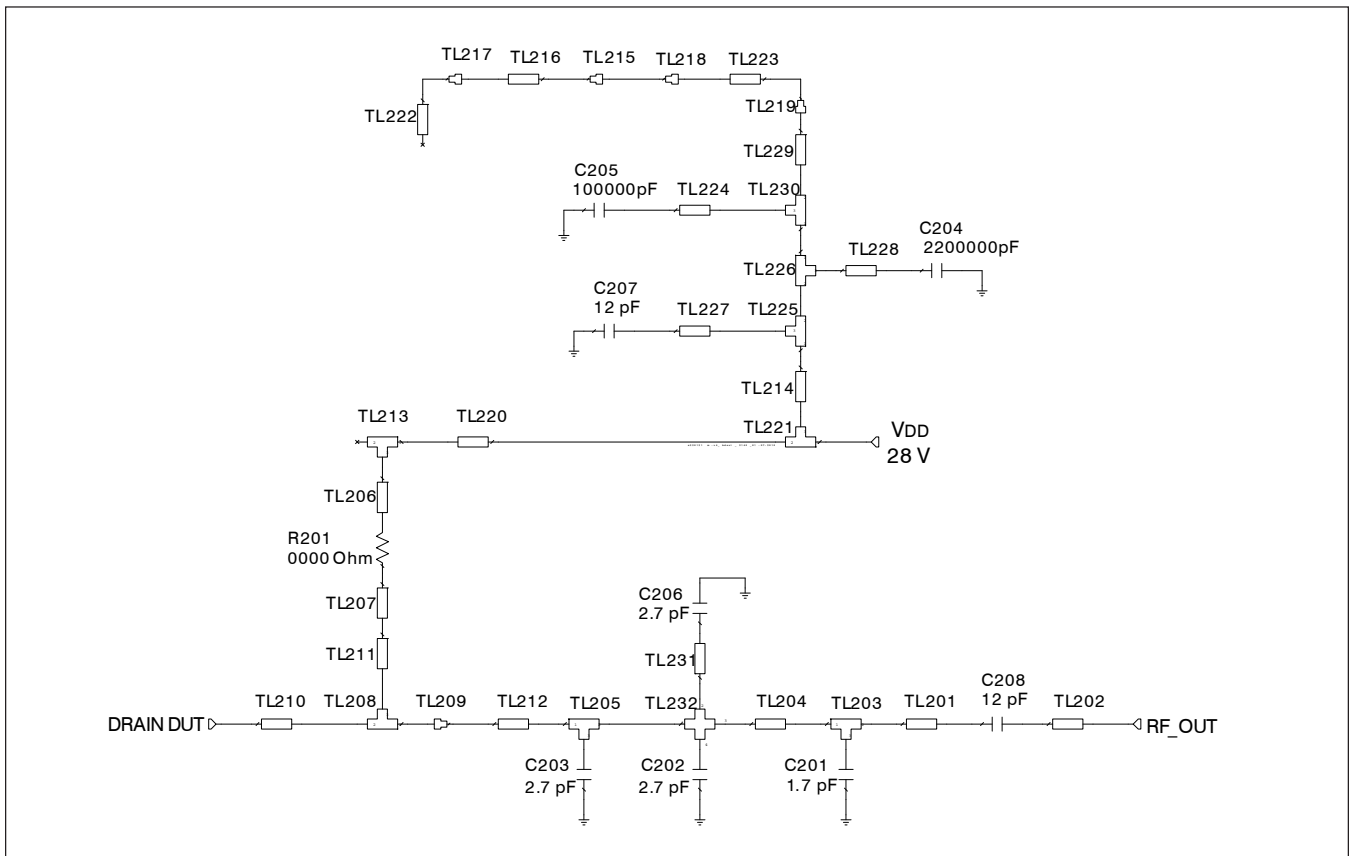 TL217 TL216 TL215 TL218 TL223
TL222
TL219
TL229
C205
100000pF
TL224
TL230
C204
2200000pF
TL228
TL226
C207
12 pF
TL227
TL225
TL214
TL213
TL220
TL221
VDD
28 V
TL206
R201
0000 Ohm
TL207
C206
2.7 pF
TL211
TL231
DRAIN DUT
TL210
TL208
TL209
TL212
TL205
TL232
TL204
TL203
TL201
C208
12 pF
TL202
RF_OUT
C203
2.7 pF
C202
2.7 pF
C201
1.7 pF